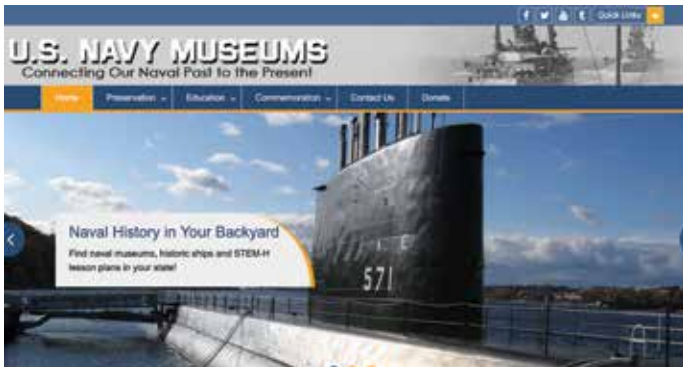 Quick Links
U.S. NAVY MUSEUMS
Connecting Our Naval Past to the Present
Home Preservation Education Commemoration Contact Us Donate
Naval History in Your Backyard
Find naval museums, historic ships and STEM-H
lesson plans in your state!
571